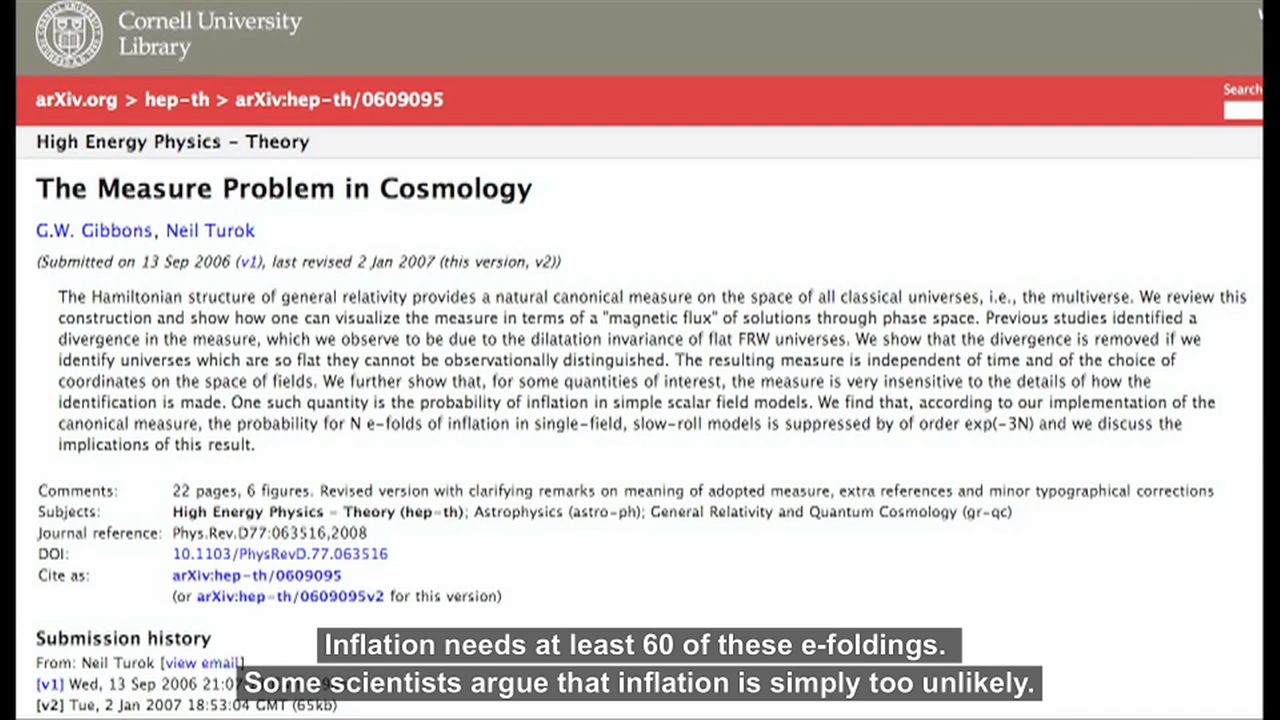 Cornell University
Library
arXiv.org > hep-th > arXiv:hep-th/0609095
Search
High Energy Physics - Theory
The Measure Problem in Cosmology
G.W. Gibbons, Neil Turok
(Submitted on 13 Sep 2006 (v1), last revised 2 Jan 2007 (this version, v2))
The Hamiltonian structure of general relativity provides a natural canonical measure on the space of all classical universes, i.e., the multiverse. We review this
construction and show how one can visualize the measure in terms of a "magnetic flux" of solutions through phase space. Previous studies identified a
divergence in the measure, which we observe to be due to the dilatation invariance of flat FRW universes. We show that the divergence is removed if we
identify universes which are so flat they cannot be observationally distinguished. The resulting measure is independent of time and of the choice of
coordinates on the space of fields. We further show that, for some quantities of interest, the measure is very insensitive to the details of how the
identification is made. One such quantity is the probability of inflation in simple scalar field models. We find that, according to our implementation of the
canonical measure, the probability for N e-folds of inflation in single-field, slow-roll models is suppressed by of order exp(-3N) and we discuss the
implications of this result.
Comments: 22 pages, 6 figures. Revised version with clarifying remarks on meaning of adopted measure, extra references and minor typographical corrections
Subjects: High Energy Physics - Theory (hep-th); Astrophysics (astro-ph); General Relativity and Quantum Cosmology (gr-qc)
Journal reference: Phys.Rev.D77:063516,2008
DOI: 10.1103/PhysRevD.77.063516
Cite as: arXiv:hep-th/0609095
(or arXiv:hep-th/0609095v2 for this version)
Submission history
From: Neil Turok [view email]
[v1] Wed, 13 Sep 2006 21:07
[v2] Tue, 2 Jan 2007 18:53:04 GMT (65kb)
Inflation needs at least 60 of these e-foldings.
Some scientists argue that inflation is simply too unlikely.